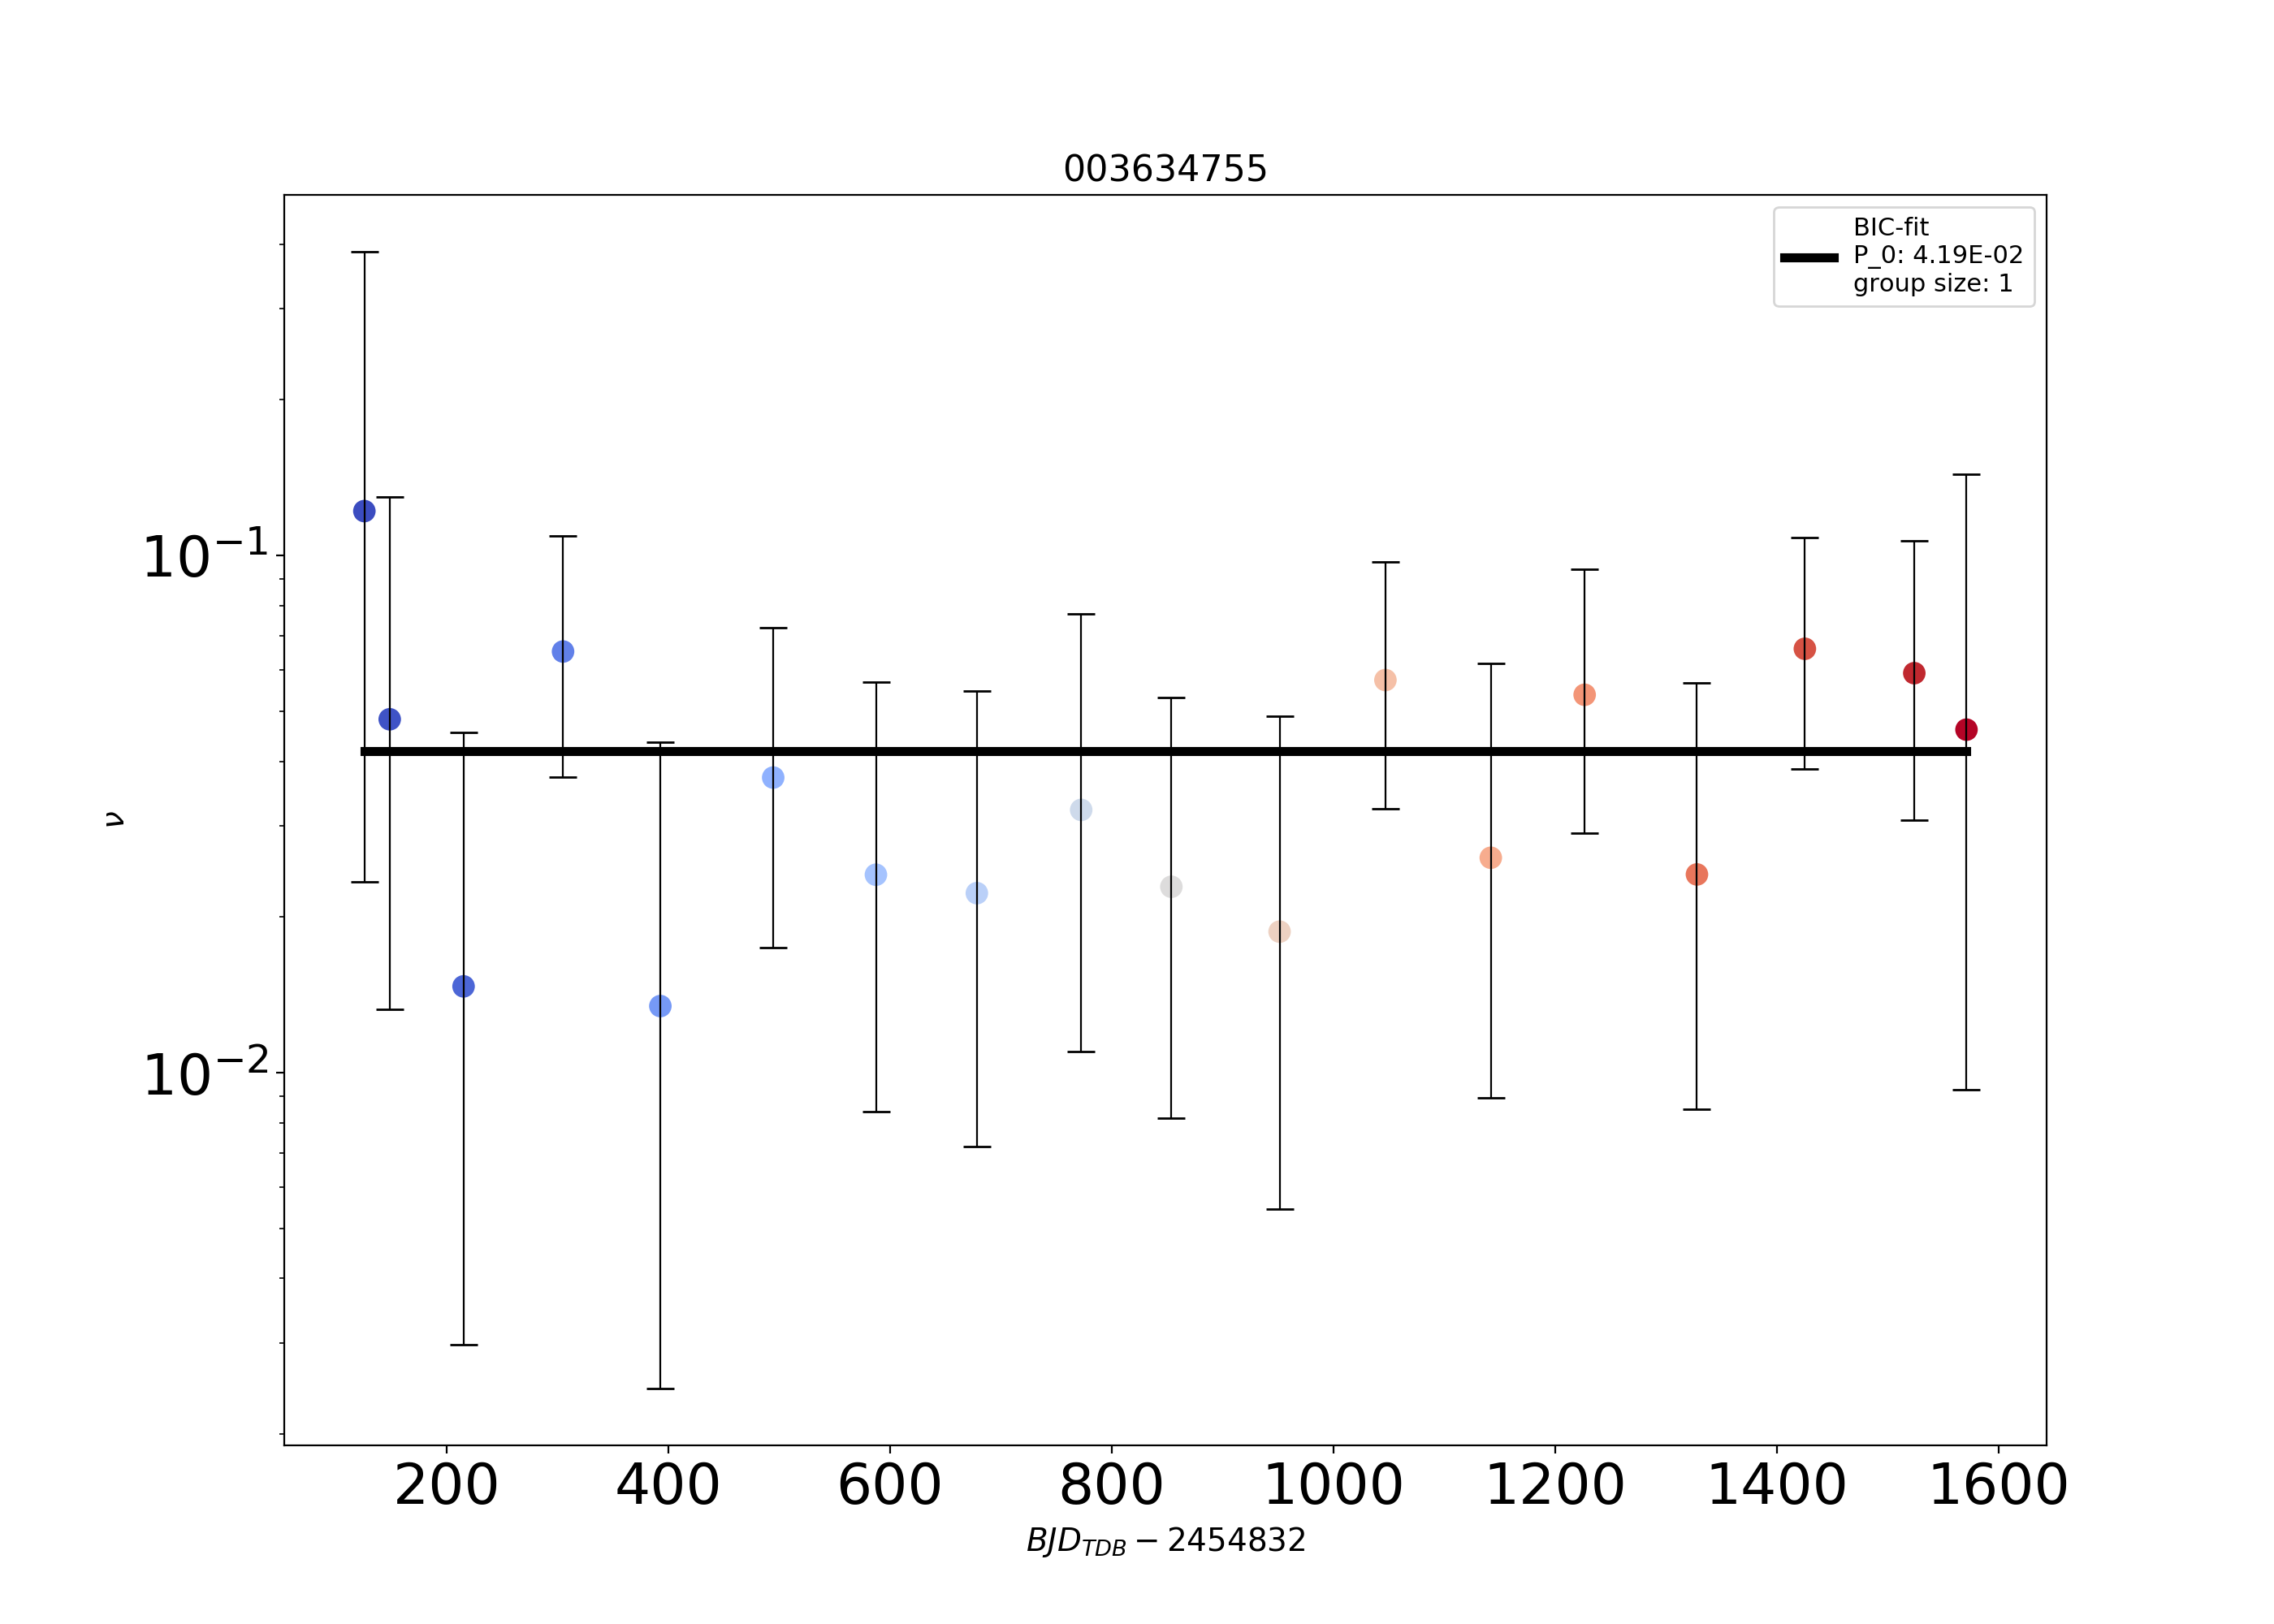 003634755
BIC-fit
P_0: 4.19E-02
group size: 1
10⁻¹
10⁻²
ν
200 400 600 800 1000 1200 1400 1600
BJD_TDB − 2454832